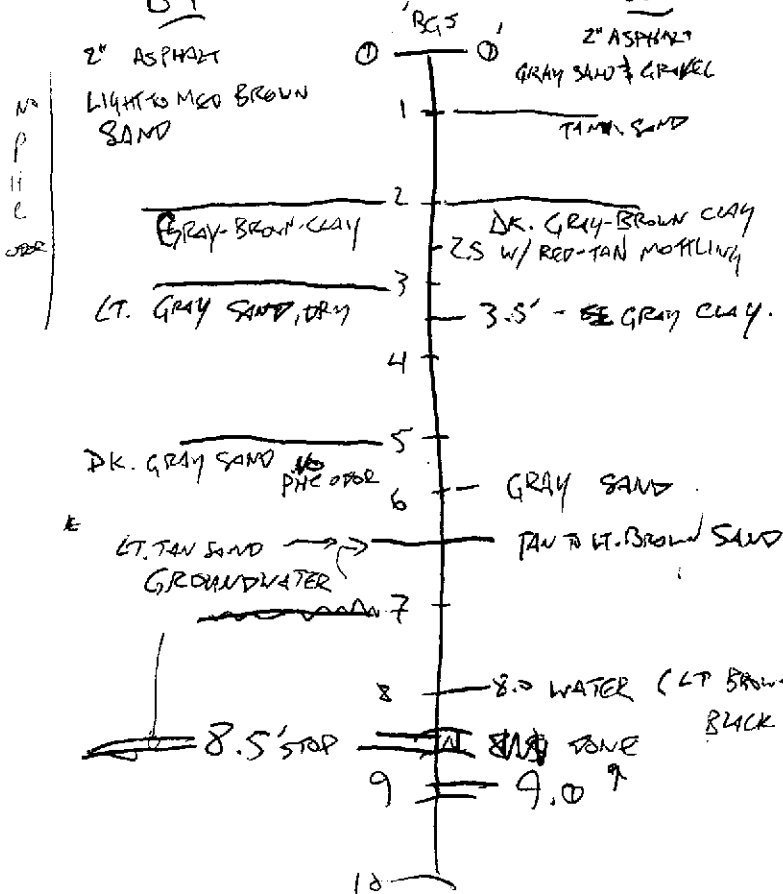 'BGS
2" ASPHALT
0 0'
2" ASPHALT
GRAY SAND & GRAVEL
LIGHT TO MED BROWN
SAND
1
TAN SAND
NO
P
H
C
ODOR
2
GRAY-BROWN CLAY
DK. GRAY-BROWN CLAY
2.5 W/ RED-TAN MOTTLING
3
LT. GRAY SAND, DRY
3.5' - GRAY CLAY.
4
5
DK. GRAY SAND NO
PHC ODOR
6
GRAY SAND
LT. TAN SAND
TAN TO LT. BROWN SAND
GROUNDWATER
7
8
8.0 WATER (LT BROWN
BLACK
8.5' STOP
DONE
9
9.0
10